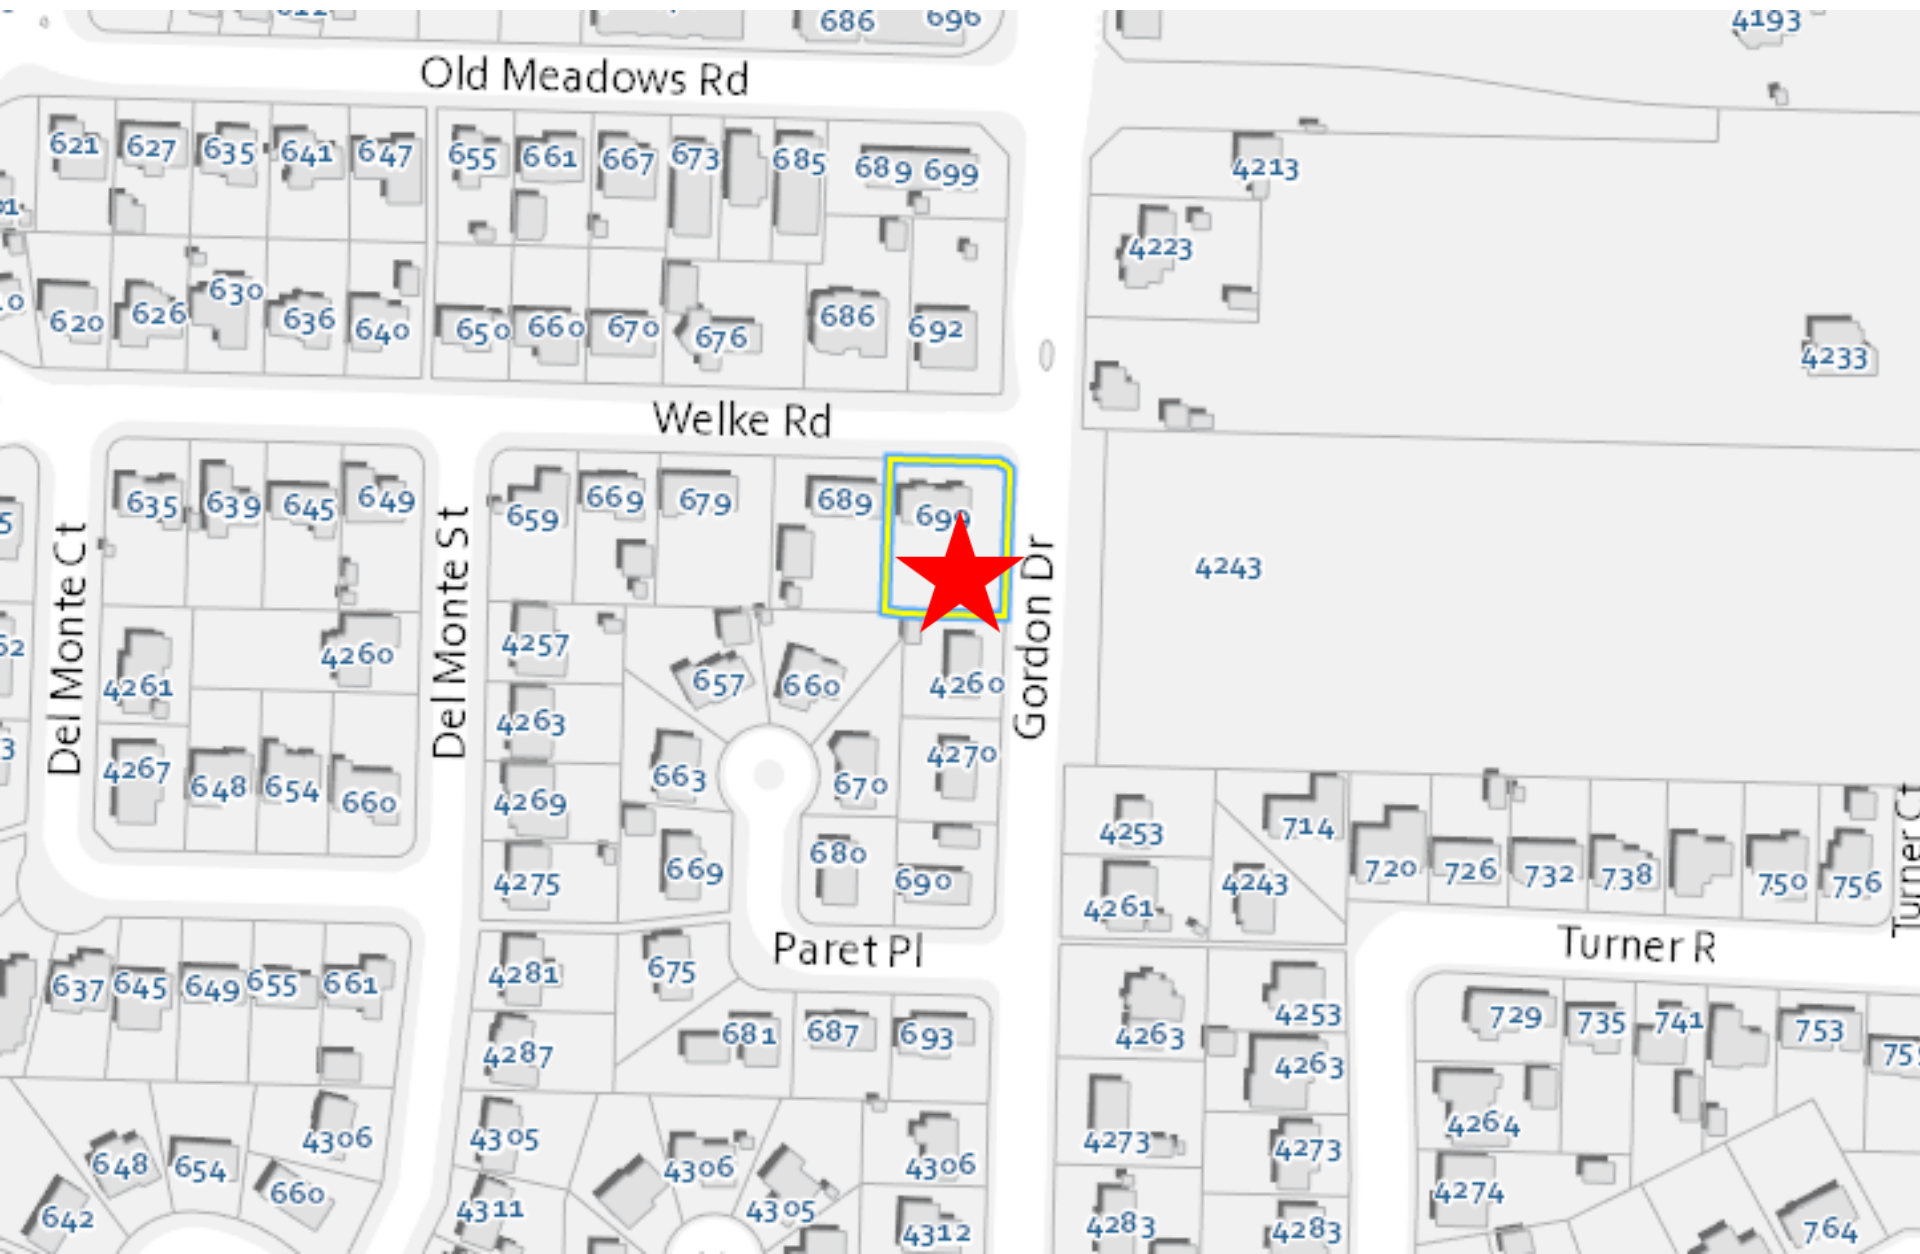 686 696
4193
Old Meadows Rd
621 627 635 641 647 655 661 667 673 685 689 699
4213
4223
620 626 630 636 640 650 660 670 676 686 692
4233
Welke Rd
635 639 645 649 659 669 679 689 699
4243
Del Monte Ct
Del Monte St
Gordon Dr
4257
4261 4260 657 660 4260
4263
4267 648 654 660 4269 663 670 4270
4275 669 680 690
4253 714
720 726 732 738 750 756
4261 4243
Turner Ct
Paret Pl
Turner R
637 645 649 655 661 4281 675
4287 681 687 693
4263 4253
4263
729 735 741 753
4306 4305 4306 4306
4273 4273
4264
648 654 660
642 4311 4305 4312
4283 4283
4274
764